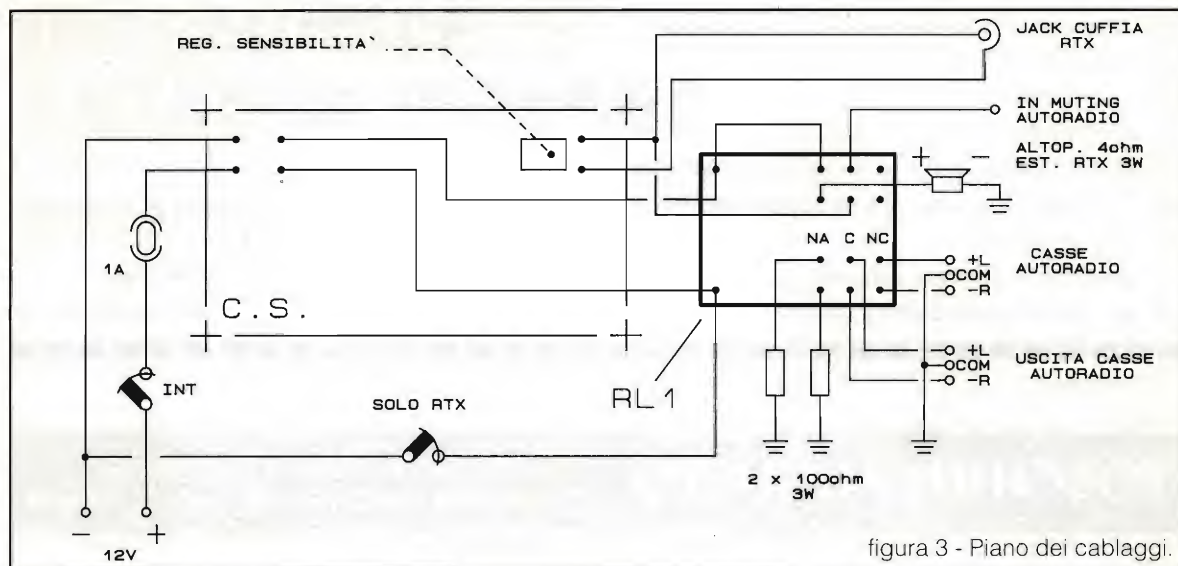 REG. SENSIBILITA`
JACK CUFFIA
RTX
IN MUTING
AUTORADIO
ALTOP. 4ohm
EST. RTX 3W
+ -
NA C NC
+L
COM
-R
CASSE
AUTORADIO
1A
C.S.
INT
SOLO RTX
RL1
+L
COM
-R
USCITA CASSE
AUTORADIO
2 x 100ohm
3W
- +
12V
figura 3 - Piano dei cablaggi.